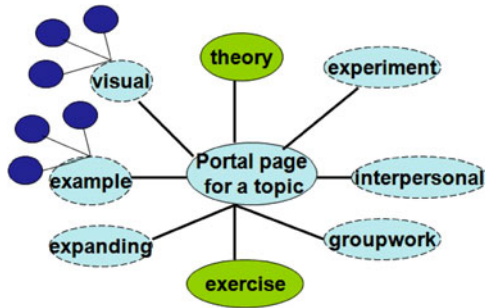 theory
experiment
visual
Portal page
for a topic
example
interpersonal
expanding
groupwork
exercise